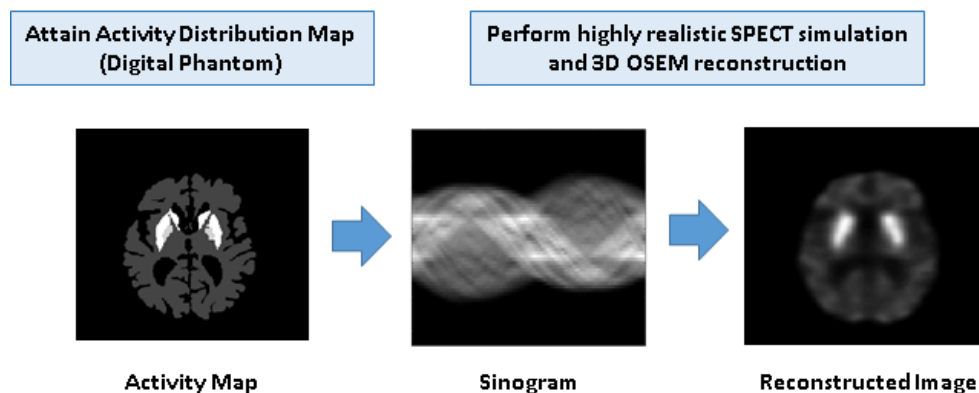 Attain Activity Distribution Map
(Digital Phantom)
Perform highly realistic SPECT simulation
and 3D OSEM reconstruction
Activity Map
Sinogram
Reconstructed Image